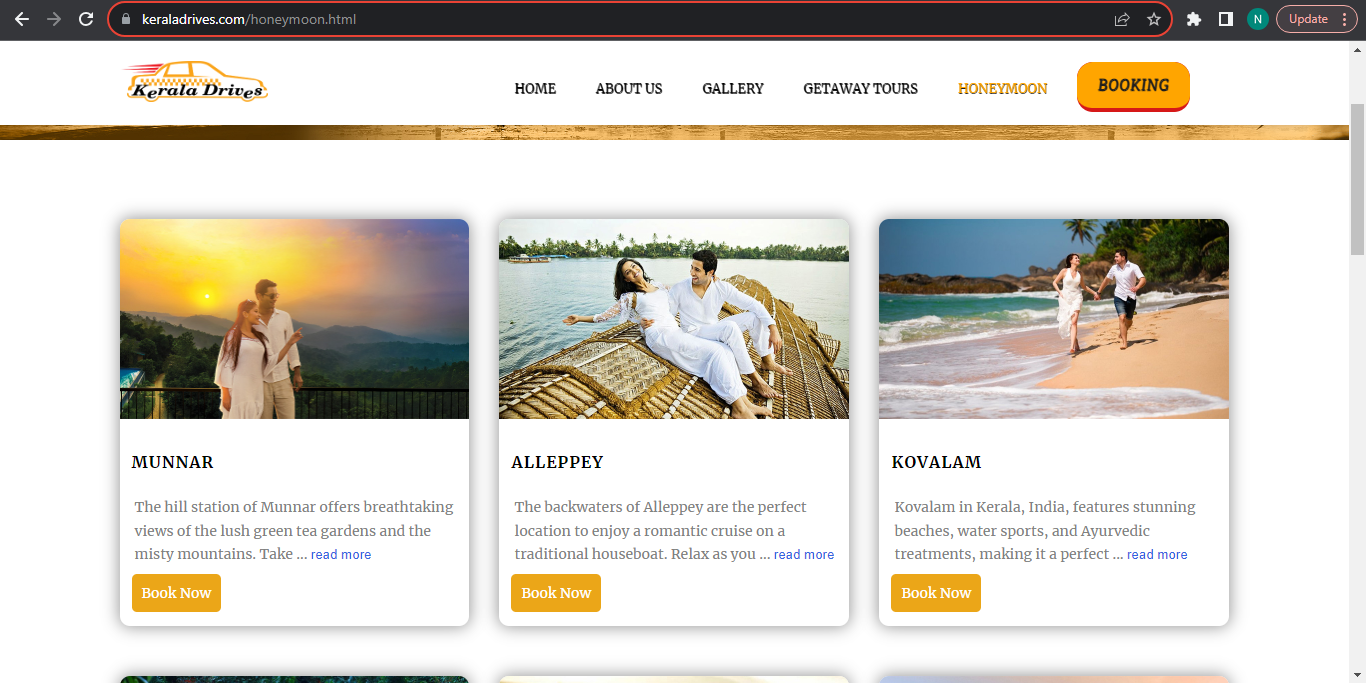 keraladrives.com/honeymoon.html
N
Update
Kerala Drives
HOME
ABOUT US
GALLERY
GETAWAY TOURS
HONEYMOON
BOOKING
MUNNAR
The hill station of Munnar offers breathtaking
views of the lush green tea gardens and the
misty mountains. Take ... read more
Book Now
ALLEPPEY
The backwaters of Alleppey are the perfect
location to enjoy a romantic cruise on a
traditional houseboat. Relax as you ... read more
Book Now
KOVALAM
Kovalam in Kerala, India, features stunning
beaches, water sports, and Ayurvedic
treatments, making it a perfect ... read more
Book Now